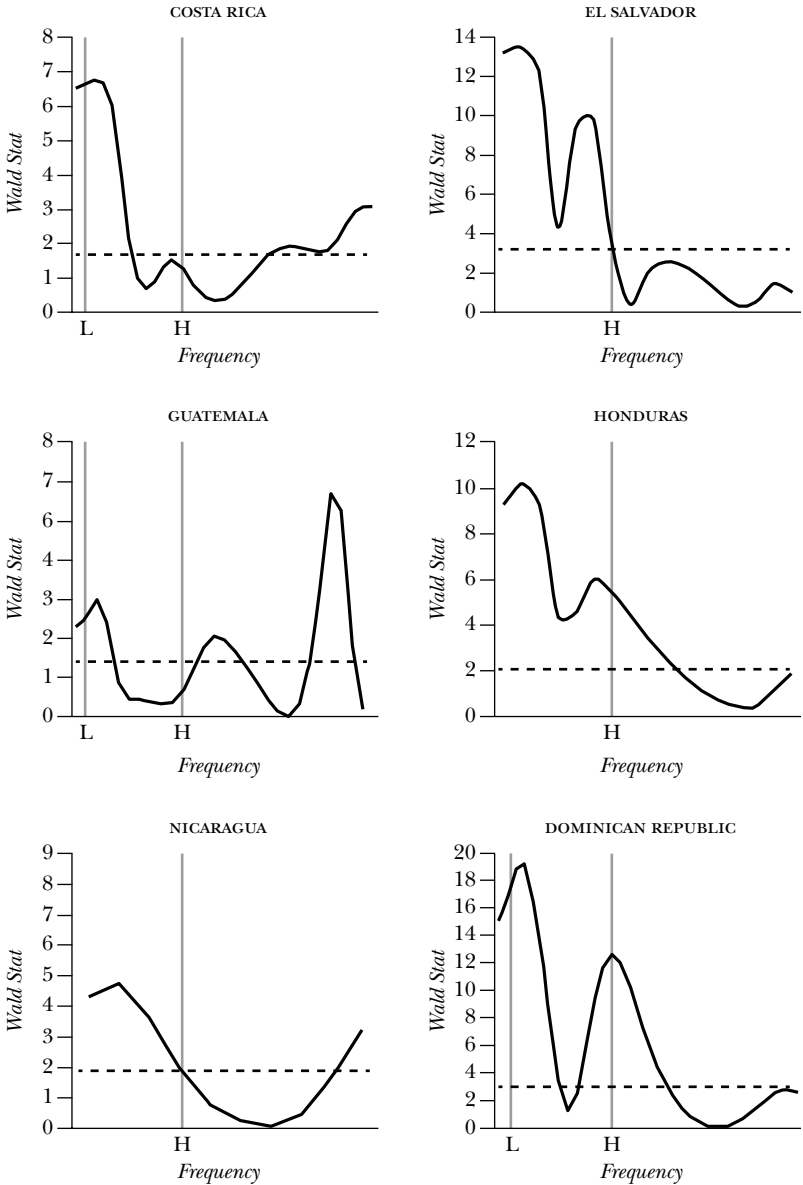 COSTA RICA
8
7
6
5
4
3
2
1
0
Wald Stat
L H
Frequency
EL SALVADOR
14
12
10
8
6
4
2
0
Wald Stat
H
Frequency
GUATEMALA
8
7
6
5
4
3
2
1
0
Wald Stat
L H
Frequency
HONDURAS
12
10
8
6
4
2
0
Wald Stat
H
Frequency
NICARAGUA
9
8
7
6
5
4
3
2
1
0
Wald Stat
H
Frequency
DOMINICAN REPUBLIC
20
18
16
14
12
10
8
6
4
2
0
Wald Stat
L H
Frequency